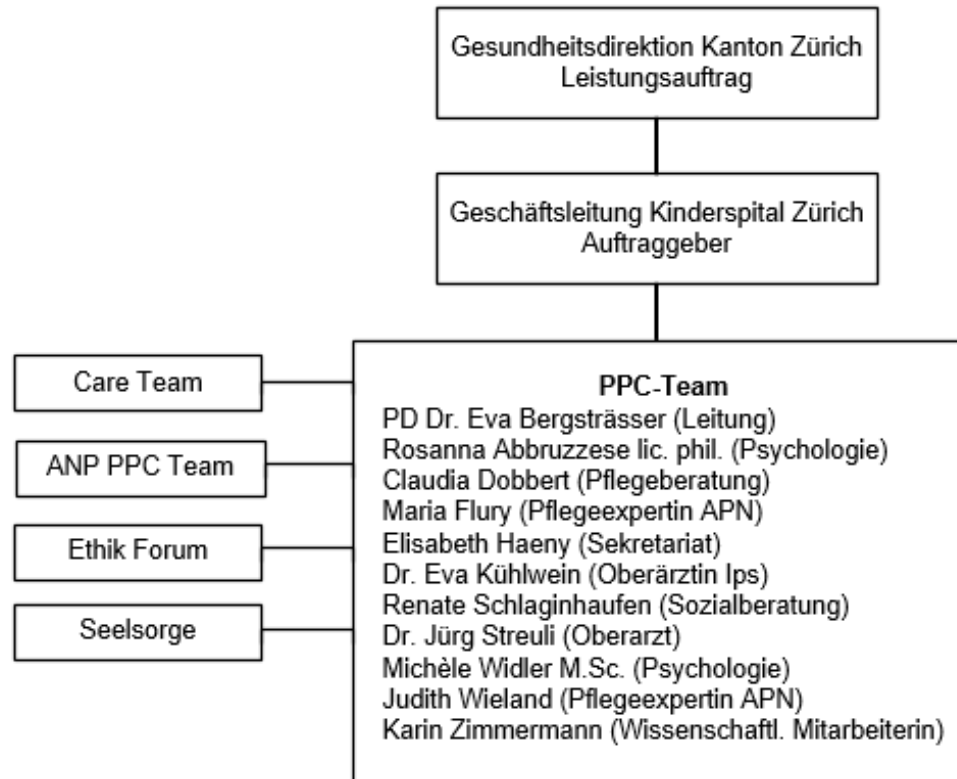 Gesundheitsdirektion Kanton Zürich
Leistungsauftrag
Geschäftsleitung Kinderspital Zürich
Auftraggeber
Care Team
ANP PPC Team
Ethik Forum
Seelsorge
PPC-Team
PD Dr. Eva Bergsträsser (Leitung)
Rosanna Abbruzzese lic. phil. (Psychologie)
Claudia Dobbert (Pflegeberatung)
Maria Flury (Pflegeexpertin APN)
Elisabeth Haeny (Sekretariat)
Dr. Eva Kühlwein (Oberärztin Ips)
Renate Schlaginhaufen (Sozialberatung)
Dr. Jürg Streuli (Oberarzt)
Michèle Widler M.Sc. (Psychologie)
Judith Wieland (Pflegeexpertin APN)
Karin Zimmermann (Wissenschaftl. Mitarbeiterin)